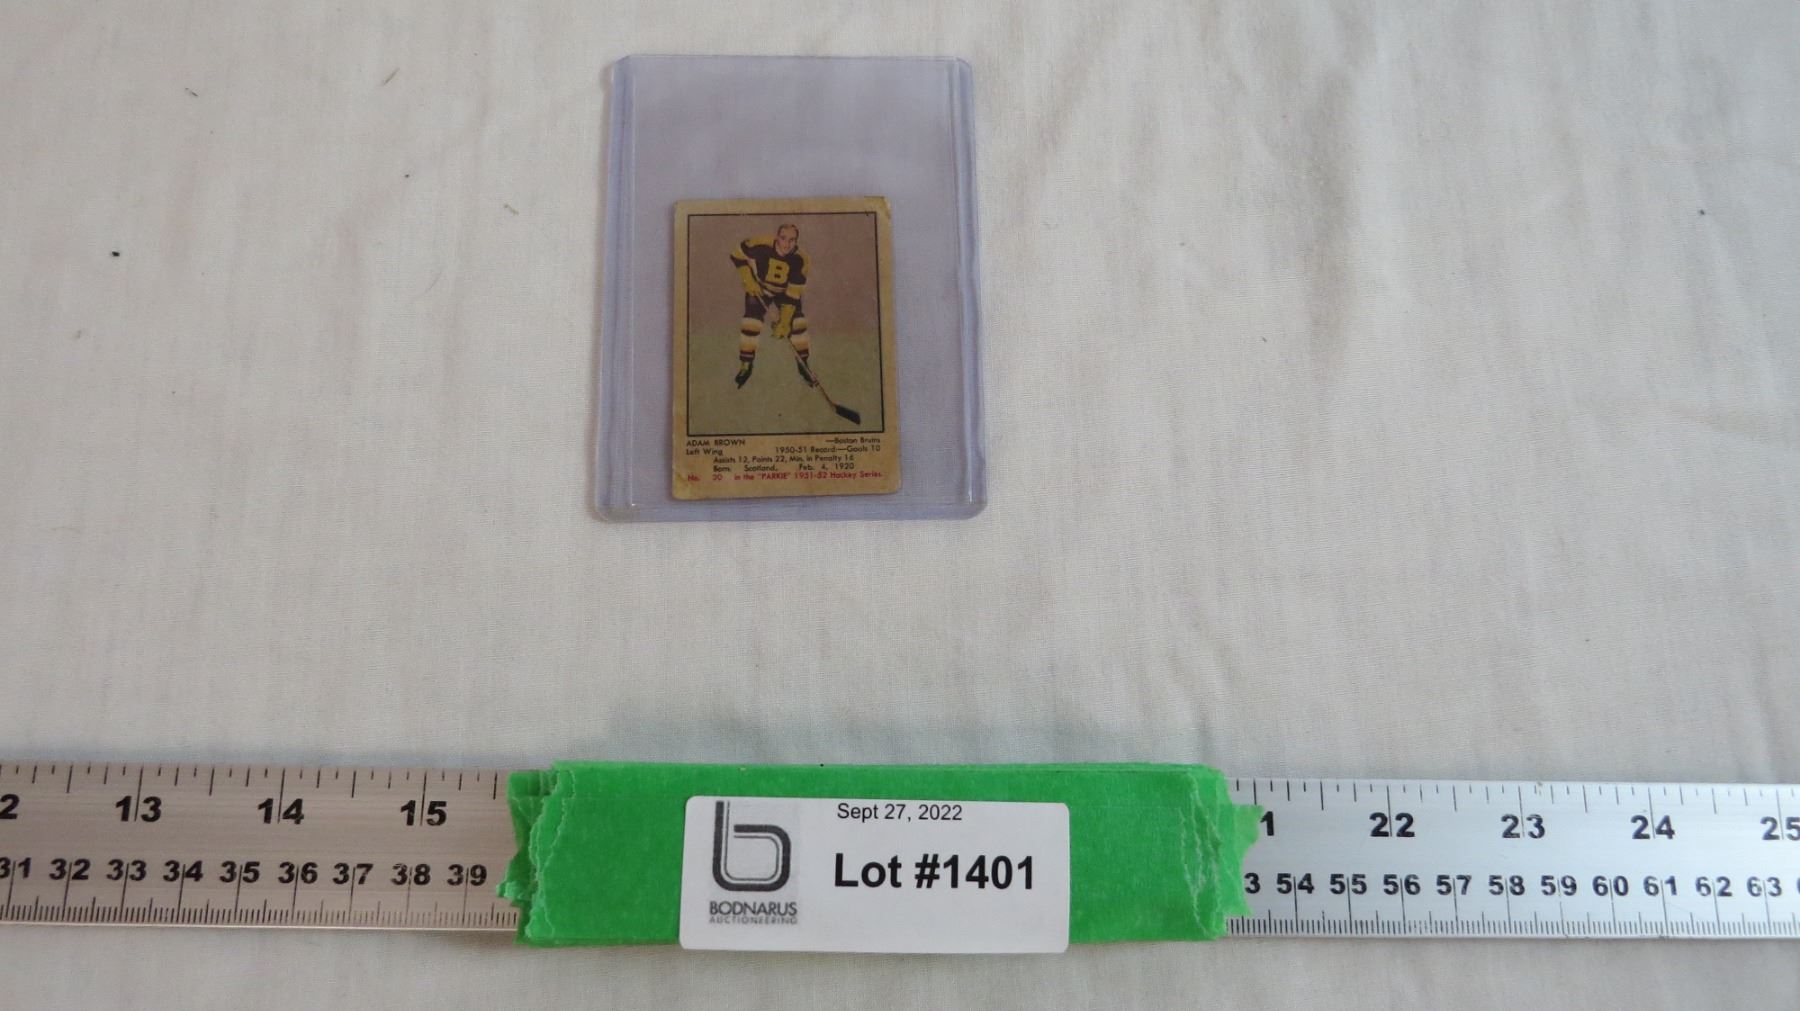 B
ADAM BROWN —Boston Bruins
Left Wing 1950-51 Record:—Goals 10
Assists 12, Points 22, Min. in Penalty 16
Born Scotland, Feb. 4, 1920
No. 30 in the "PARKIE" 1951-52 Hockey Series.
13 14 15
31 32 33 34 35 36 37 38 39
Sept 27, 2022
Lot #1401
BODNARUS
AUCTIONEERING
1 22 23 24 25
3 54 55 56 57 58 59 60 61 62 63